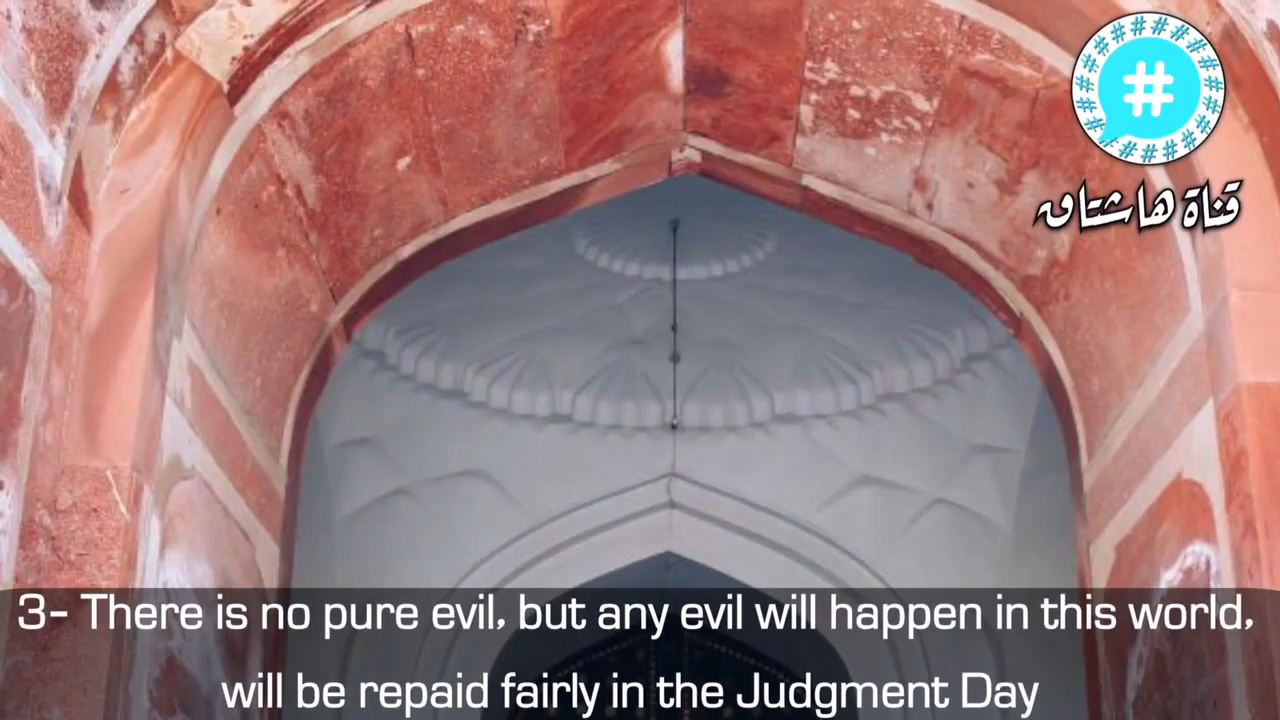 #
قناة هاشتاق
3- There is no pure evil, but any evil will happen in this world,
will be repaid fairly in the Judgment Day